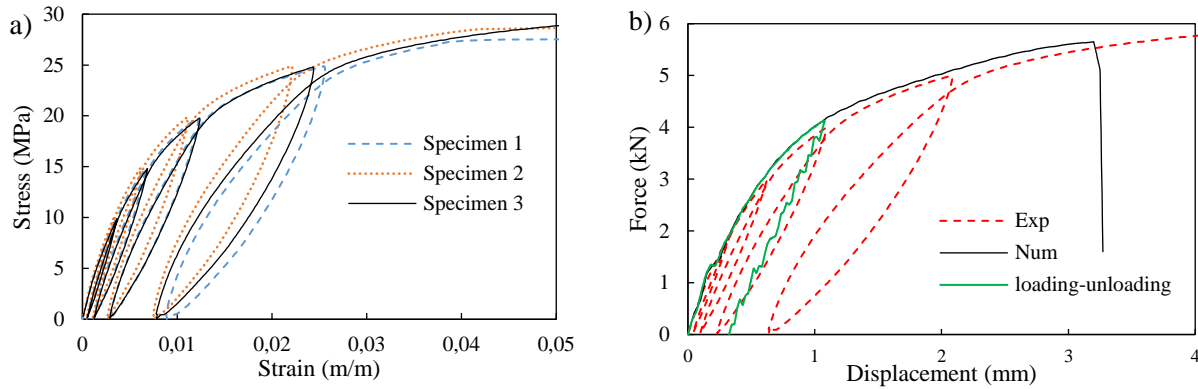 a)
Stress (MPa)
30
25
20
15
10
5
0
Specimen 1
Specimen 2
Specimen 3
0 0,01 0,02 0,03 0,04 0,05
Strain (m/m)
b)
Force (kN)
6
5
4
3
2
1
0
Exp
Num
loading-unloading
0 1 2 3 4
Displacement (mm)